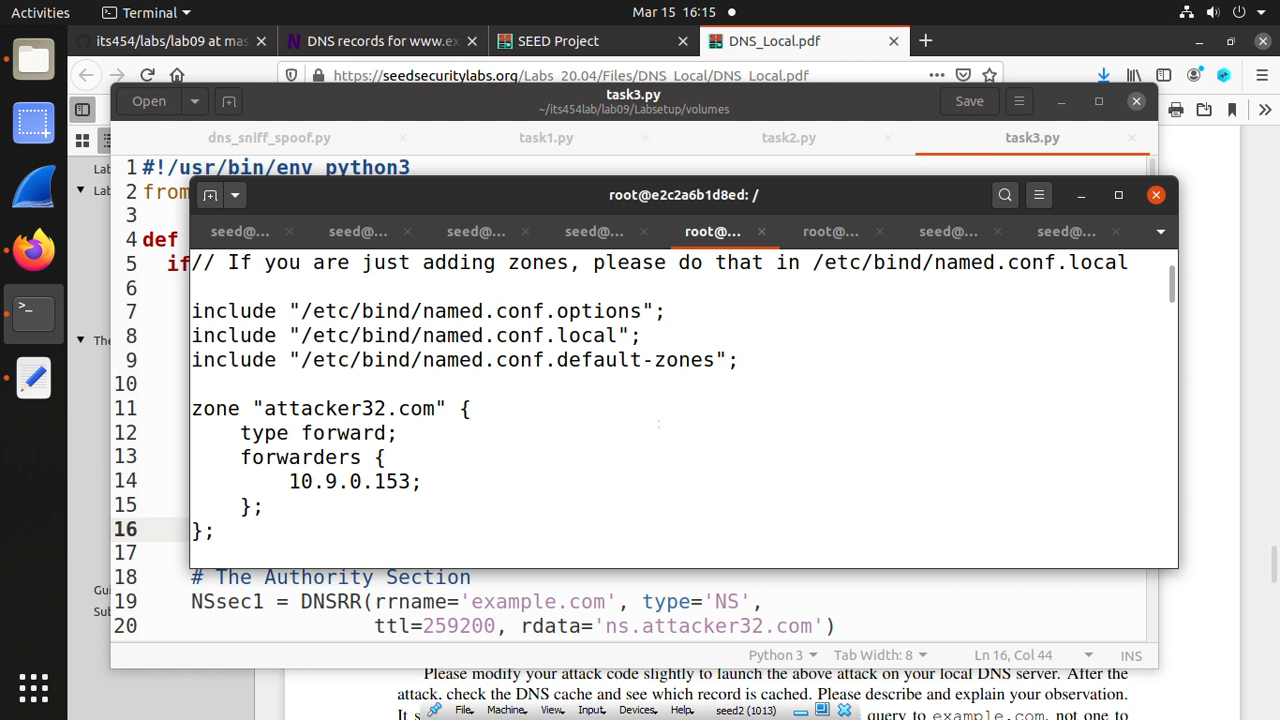 Activities
Terminal
Mar 15 16:15
its454/labs/lab09 at mas
DNS records for www.ex
SEED Project
DNS_Local.pdf
https://seedsecuritylabs.org/Labs_20.04/Files/DNS_Local/DNS_Local.pdf
Open
task3.py
~/its454lab/lab09/Labsetup/volumes
Save
dns_sniff_spoof.py
task1.py
task2.py
task3.py
1 #!/usr/bin/env python3
2 from
3
4 def
5 if
6
7
8
9
10
11
12
13
14
15
16
17
18 # The Authority Section
19 NSsec1 = DNSRR(rrname='example.com', type='NS',
20 ttl=259200, rdata='ns.attacker32.com')
Python 3
Tab Width: 8
Ln 16, Col 44
INS
root@e2c2a6b1d8ed: /
seed@...
seed@...
seed@...
seed@...
root@...
root@...
seed@...
seed@...
// If you are just adding zones, please do that in /etc/bind/named.conf.local
include "/etc/bind/named.conf.options";
include "/etc/bind/named.conf.local";
include "/etc/bind/named.conf.default-zones";
zone "attacker32.com" {
type forward;
forwarders {
10.9.0.153;
};
};
Lab
Lab
The
Gui
Sub
Please modify your attack code slightly to launch the above attack on your local DNS server. After the
attack, check the DNS cache and see which record is cached. Please describe and explain your observation.
It s
query to example.com, not one to
File
Machine
View
Input
Devices
Help
seed2 (1013)